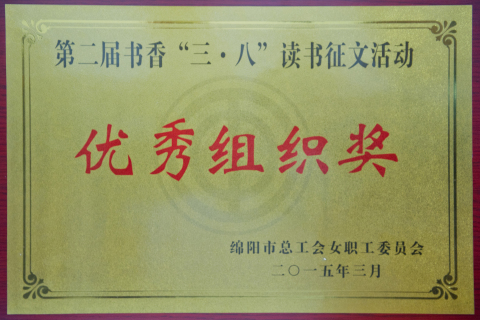 第二届书香“三·八”读书征文活动
优秀组织奖
绵阳市总工会女职工委员会
二〇一五年三月